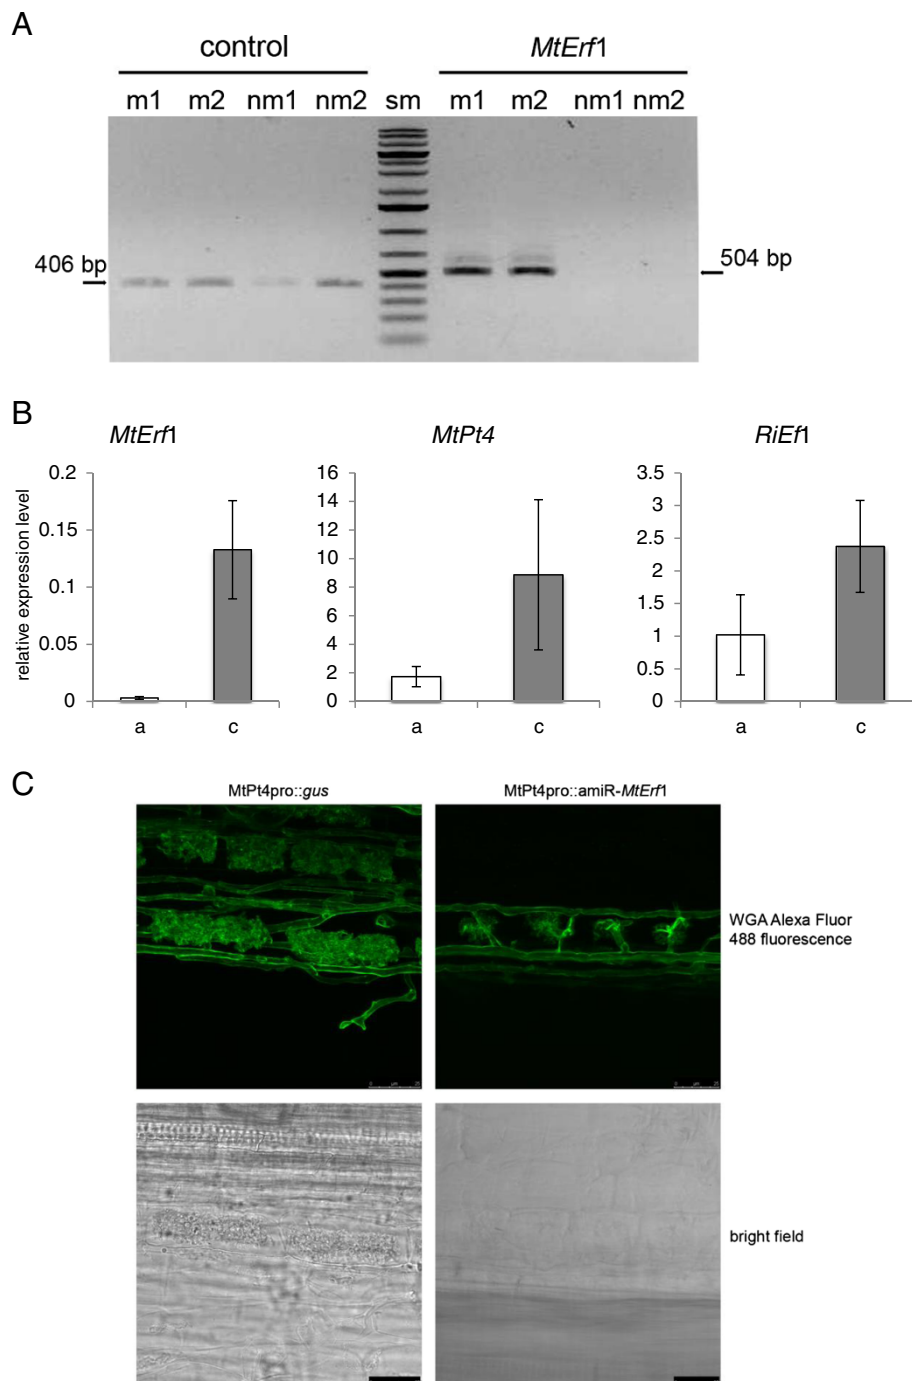 A
control MtErf1
m1 m2 nm1 nm2 sm m1 m2 nm1 nm2
406 bp
504 bp
B
MtErf1 MtPt4 RiEf1
relative expression level
0.2
0.15
0.1
0.05
0
a c
16
14
12
10
8
6
4
2
0
a c
3.5
3
2.5
2
1.5
1
0.5
0
a c
C
MtPt4pro::gus MtPt4pro::amiR-MtErf1
WGA Alexa Fluor
488 fluorescence
bright field